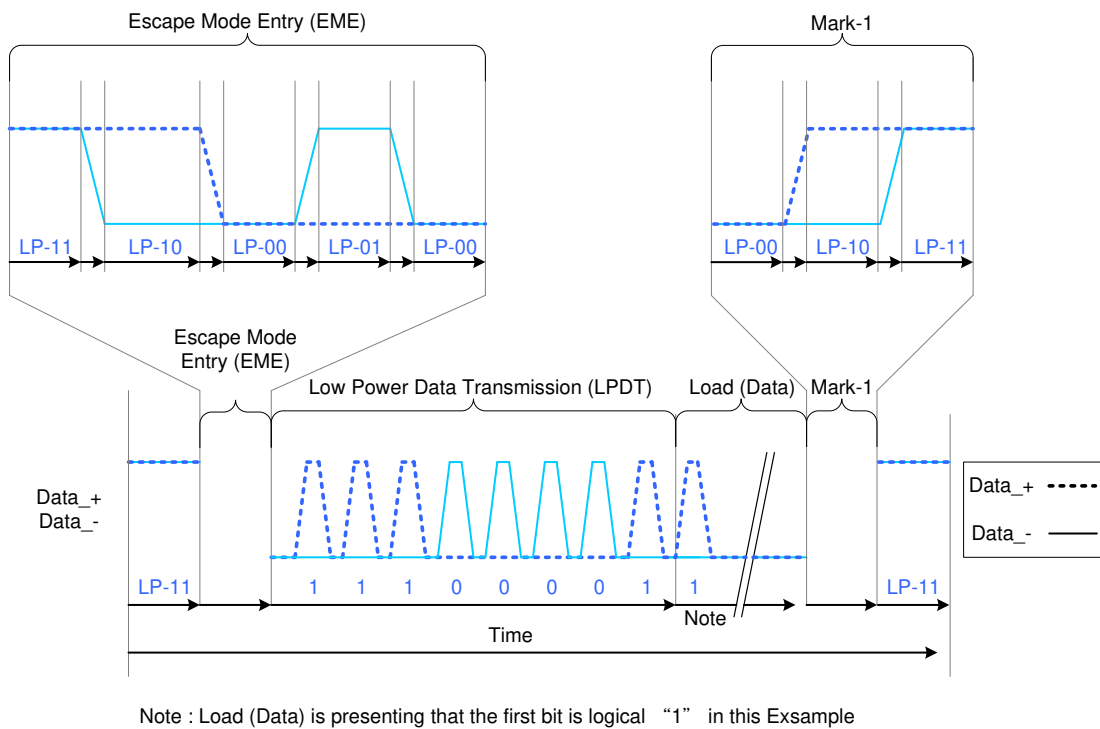 Escape Mode Entry (EME)
Mark-1
LP-11 LP-10 LP-00 LP-01 LP-00
LP-00 LP-10 LP-11
Escape Mode
Entry (EME)
Low Power Data Transmission (LPDT)
Load (Data)
Mark-1
Data_+
Data_-
Data_+
Data_-
LP-11
1 1 1 0 0 0 0 1 1
LP-11
Note
Time
Note : Load (Data) is presenting that the first bit is logical “1” in this Exsample